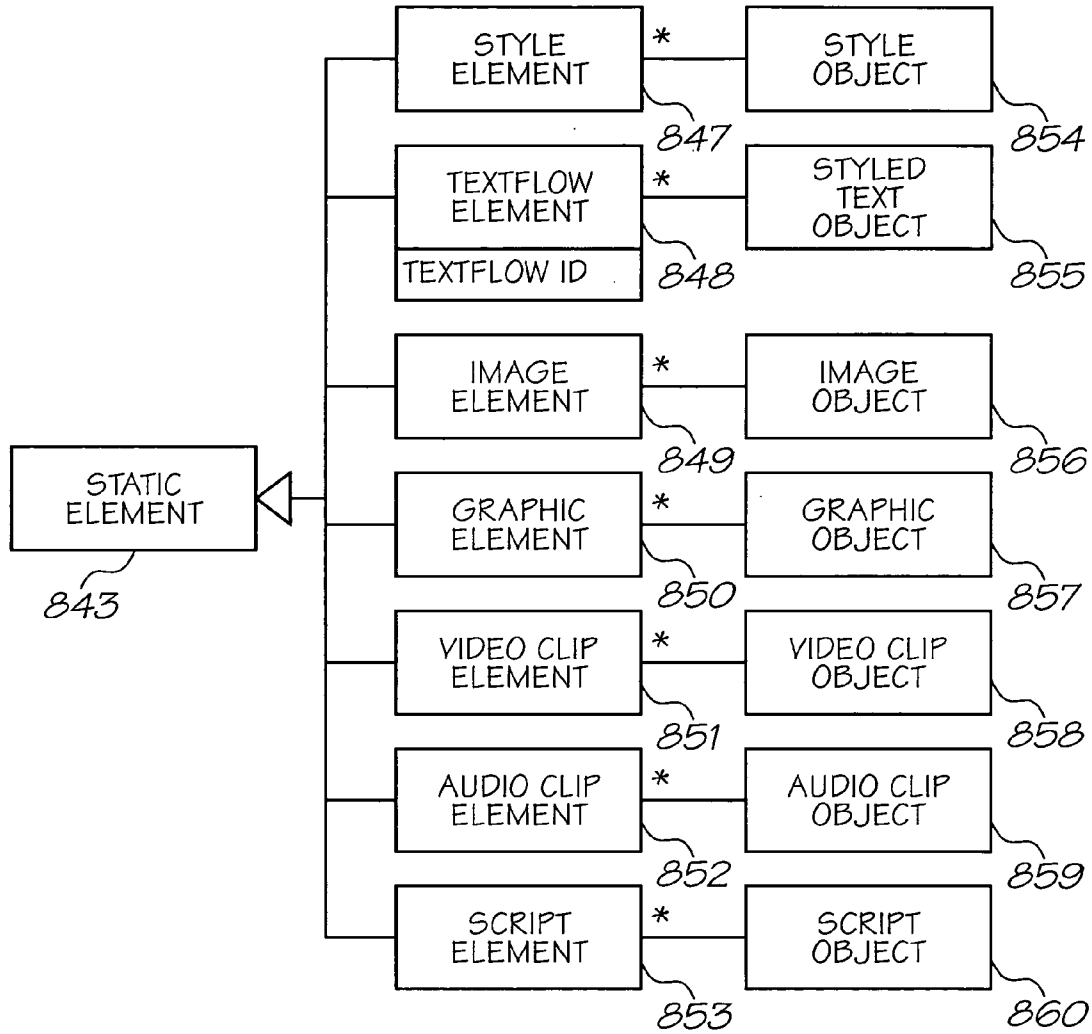 STYLE
ELEMENT
*
STYLE
OBJECT
847
854
TEXTFLOW
ELEMENT
TEXTFLOW ID
*
STYLED
TEXT
OBJECT
848
855
IMAGE
ELEMENT
*
IMAGE
OBJECT
849
856
STATIC
ELEMENT
843
GRAPHIC
ELEMENT
*
GRAPHIC
OBJECT
850
857
VIDEO CLIP
ELEMENT
*
VIDEO CLIP
OBJECT
851
858
AUDIO CLIP
ELEMENT
*
AUDIO CLIP
OBJECT
852
859
SCRIPT
ELEMENT
*
SCRIPT
OBJECT
853
860